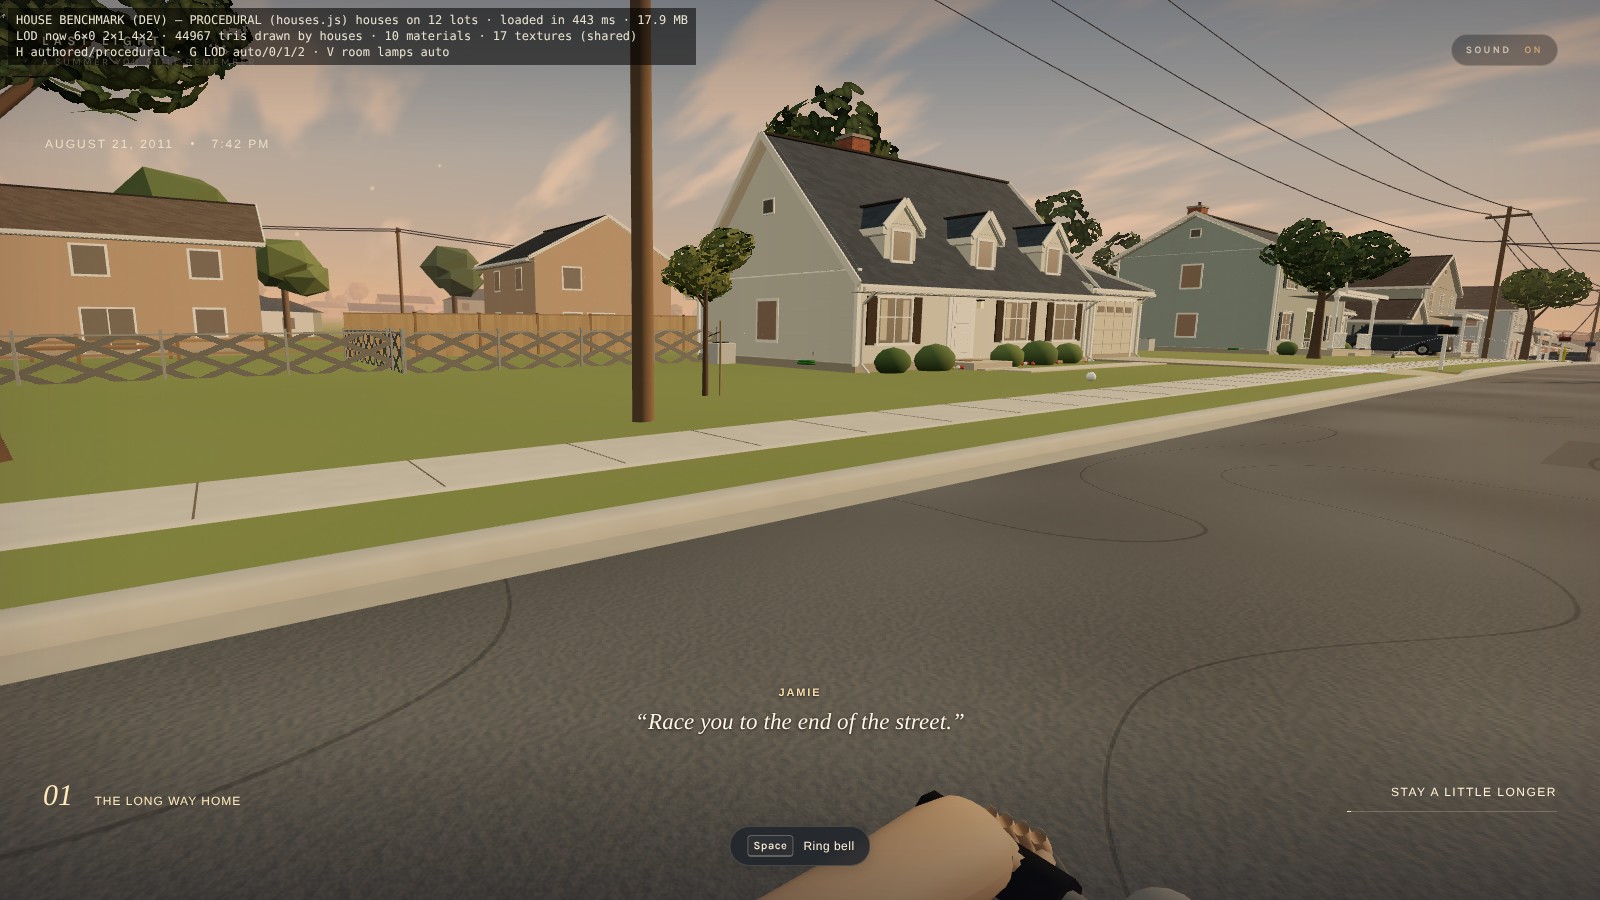 HOUSE BENCHMARK (DEV) — PROCEDURAL (houses.js) houses on 12 lots · loaded in 443 ms · 17.9 MB
LOD now 6×0 2×1 4×2 · 44967 tris drawn by houses · 10 materials · 17 textures (shared)
H authored/procedural · G LOD auto/0/1/2 · V room lamps auto
LAST LIGHT
SOUND ON
AUGUST 21, 2011 • 7:42 PM
JAMIE
“Race you to the end of the street.”
01 THE LONG WAY HOME
STAY A LITTLE LONGER
Space Ring bell